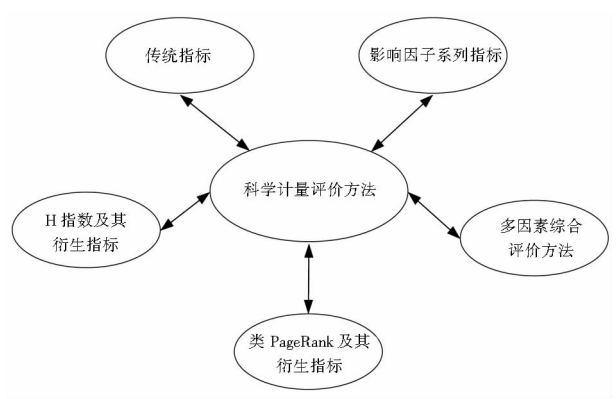 传统指标
影响因子系列指标
科学计量评价方法
H 指数及其
衍生指标
多因素综合
评价方法
类 PageRank 及其
衍生指标